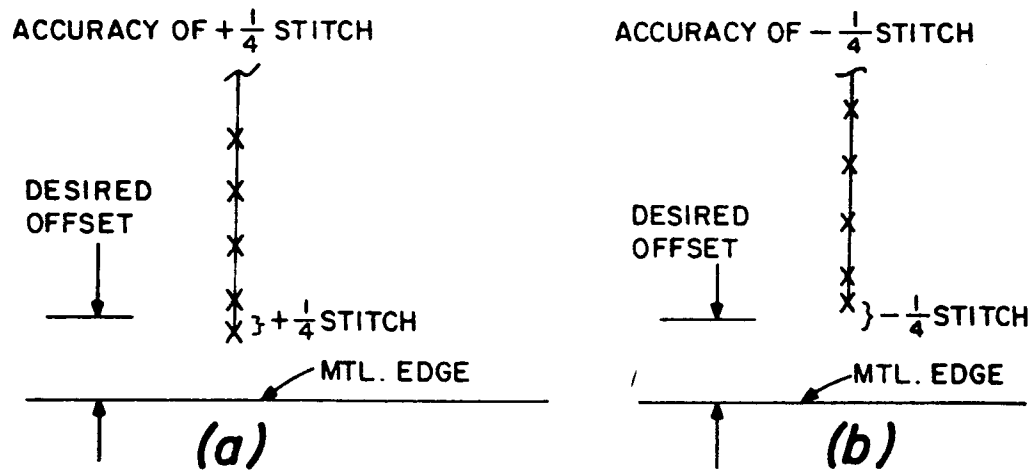 ACCURACY OF + 1/4 STITCH
DESIRED
OFFSET
+ 1/4 STITCH
MTL. EDGE
(a)
ACCURACY OF - 1/4 STITCH
DESIRED
OFFSET
- 1/4 STITCH
MTL. EDGE
(b)